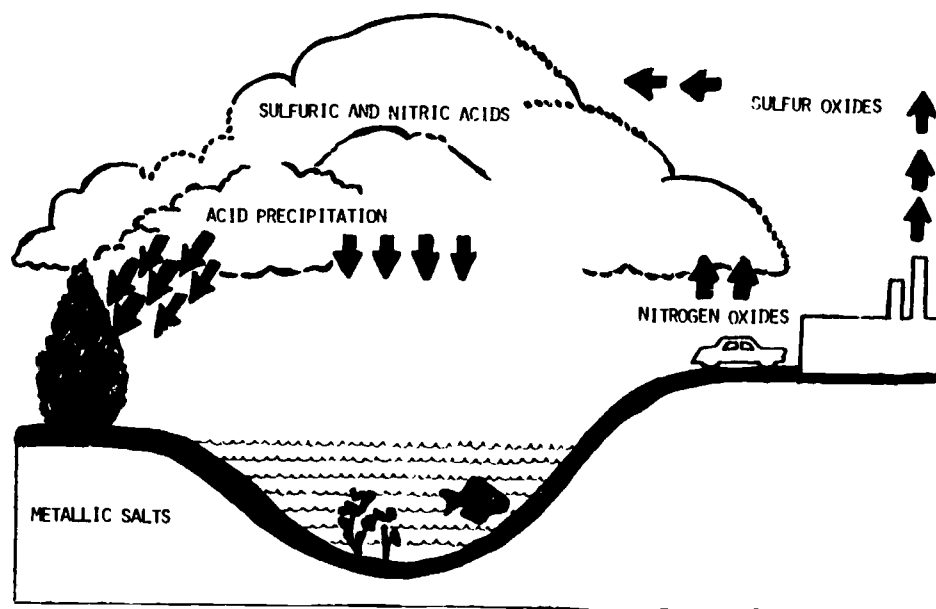 SULFUR OXIDES
SULFURIC AND NITRIC ACIDS
ACID PRECIPITATION
NITROGEN OXIDES
METALLIC SALTS